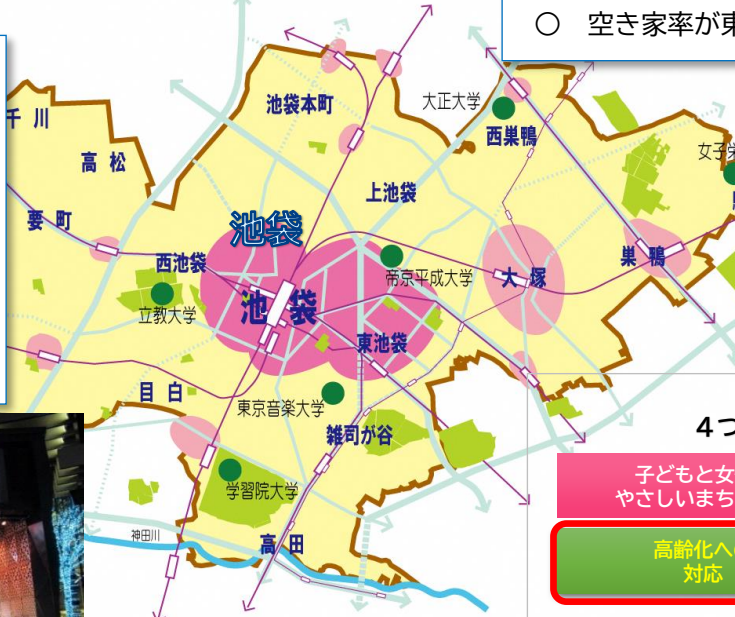 ○ 空き家率が東
千川
池袋本町
大正大学
西巣鴨
高松
女子栄
上池袋
要町
池袋
西池袋
巣鴨
帝京平成大学
大塚
立教大学
池袋
東池袋
目白
東京音楽大学
雑司が谷
4つ
子どもと女
やさしいまち
学習院大学
神田川
高田
高齢化への
対応